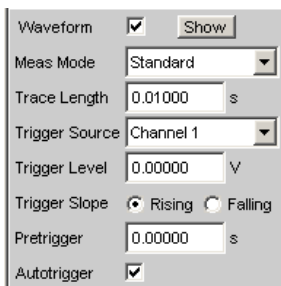 Waveform Show
Meas Mode Standard
Trace Length 0.01000 s
Trigger Source Channel 1
Trigger Level 0.00000 V
Trigger Slope Rising Falling
Pretrigger 0.00000 s
Autotrigger